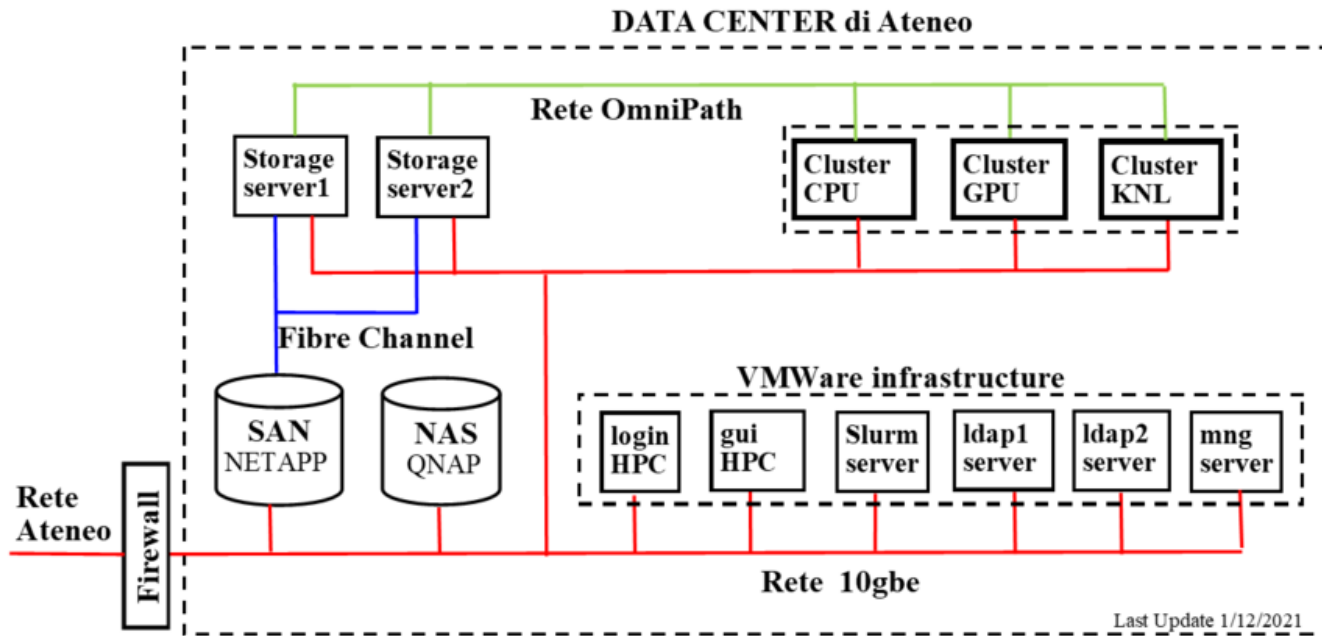 DATA CENTER di Ateneo
Rete OmniPath
Storage
server1
Storage
server2
Cluster
CPU
Cluster
GPU
Cluster
KNL
Fibre Channel
SAN
NETAPP
NAS
QNAP
VMWare infrastructure
login
HPC
gui
HPC
Slurm
server
ldap1
server
ldap2
server
mng
server
Rete
Ateneo
Firewall
Rete 10gbe
Last Update 1/12/2021